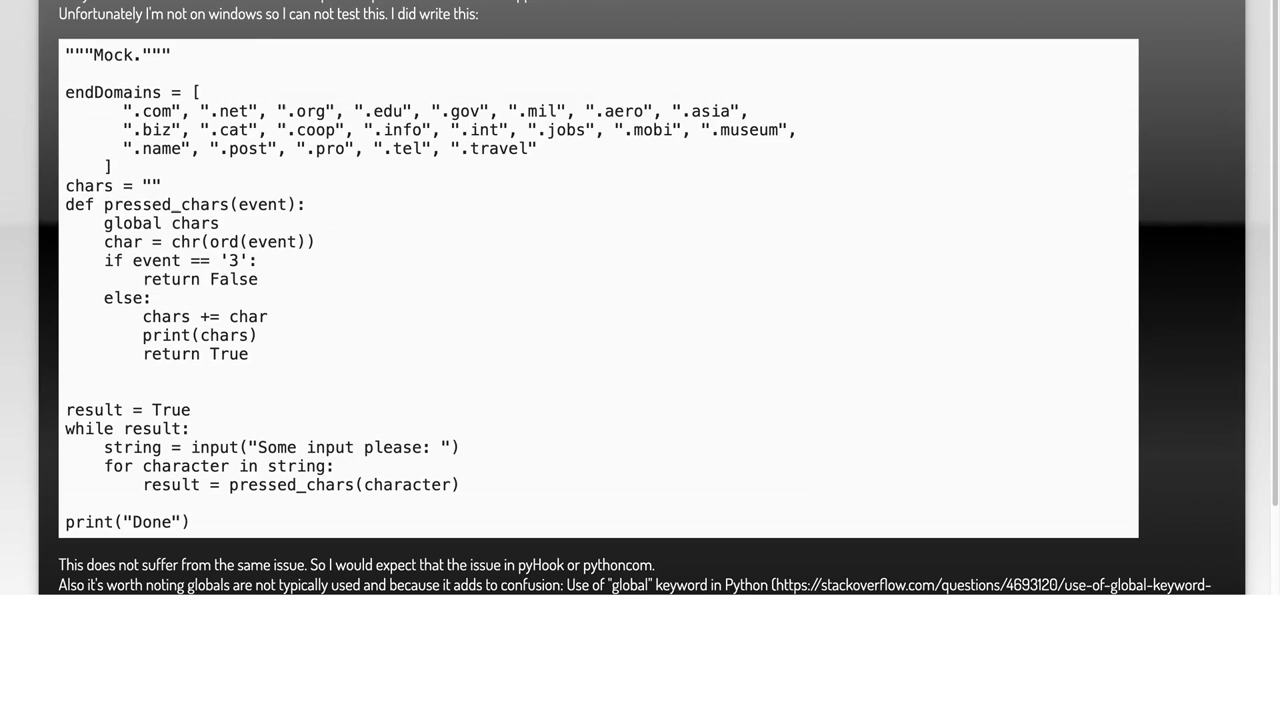 Unfortunately I'm not on windows so I can not test this. I did write this:
"""Mock."""
endDomains = [
".com", ".net", ".org", ".edu", ".gov", ".mil", ".aero", ".asia",
".biz", ".cat", ".coop", ".info", ".int", ".jobs", ".mobi", ".museum",
".name", ".post", ".pro", ".tel", ".travel"
]
chars = ""
def pressed_chars(event):
global chars
char = chr(ord(event))
if event == '3':
return False
else:
chars += char
print(chars)
return True
result = True
while result:
string = input("Some input please: ")
for character in string:
result = pressed_chars(character)
print("Done")
This does not suffer from the same issue. So I would expect that the issue in pyHook or pythoncom.
Also it's worth noting globals are not typically used and because it adds to confusion: Use of "global" keyword in Python (https://stackoverflow.com/questions/4693120/use-of-global-keyword-